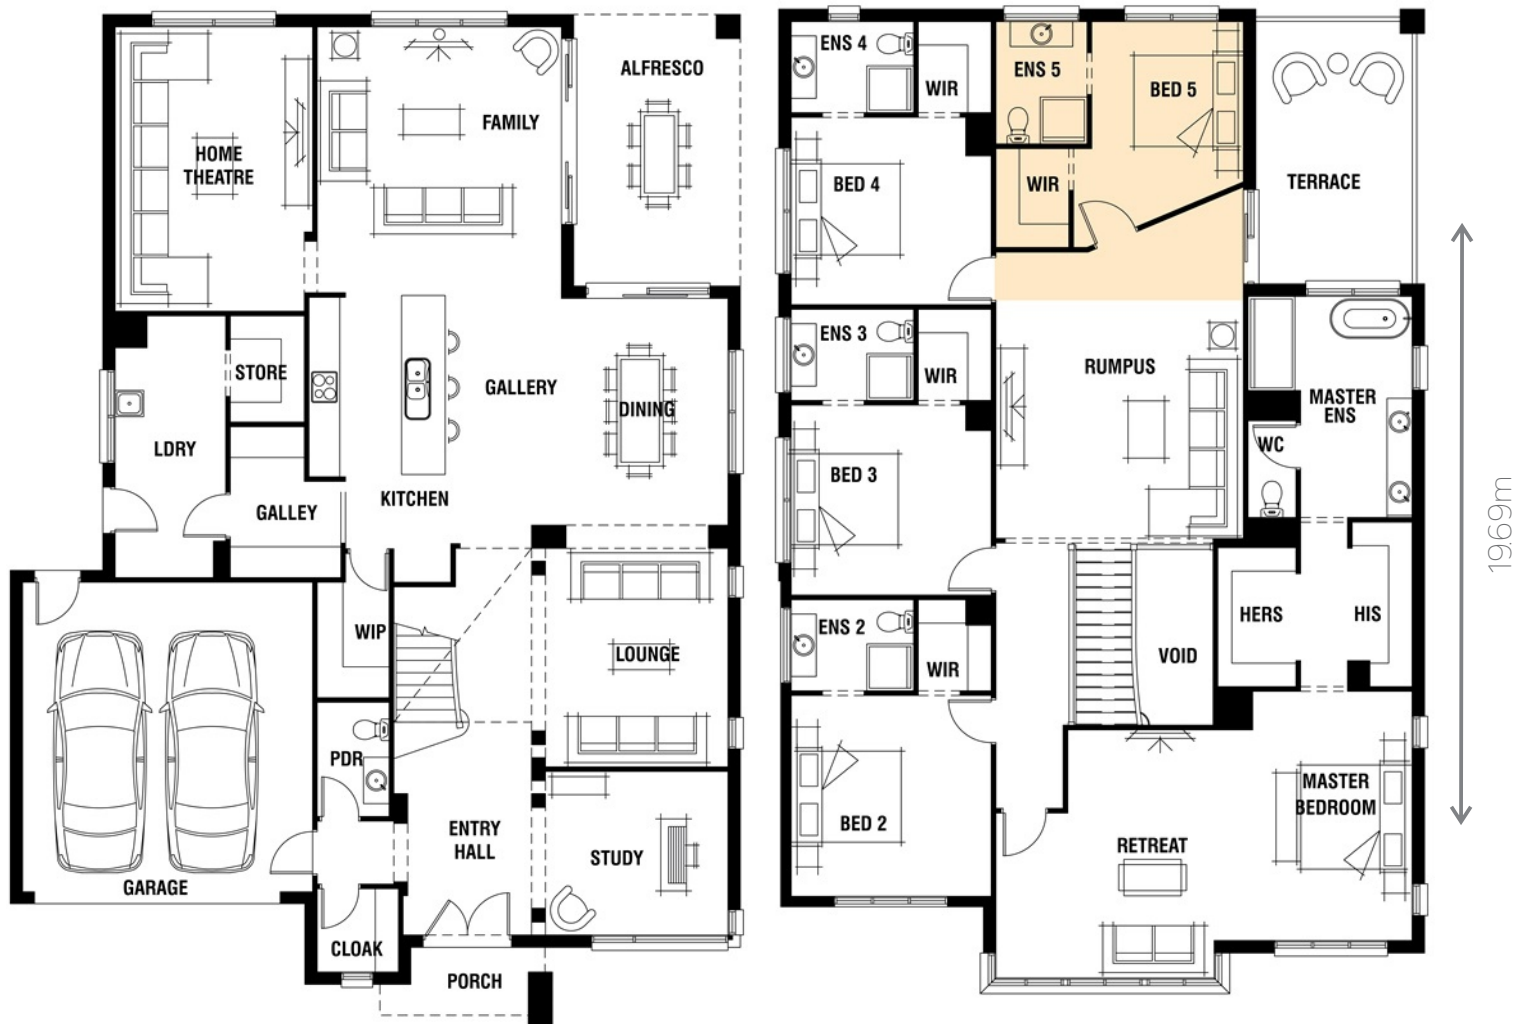 HOME
THEATRE
FAMILY
ALFRESCO
STORE
LDRY
GALLERY
DINING
KITCHEN
GALLEY
WIP
LOUNGE
PDR
GARAGE
ENTRY
HALL
STUDY
CLOAK
PORCH
ENS 4
WIR
ENS 5
BED 5
TERRACE
BED 4
WIR
ENS 3
WIR
RUMPUS
MASTER
ENS
WC
BED 3
HERS
HIS
ENS 2
WIR
VOID
BED 2
MASTER
BEDROOM
RETREAT
19.69m